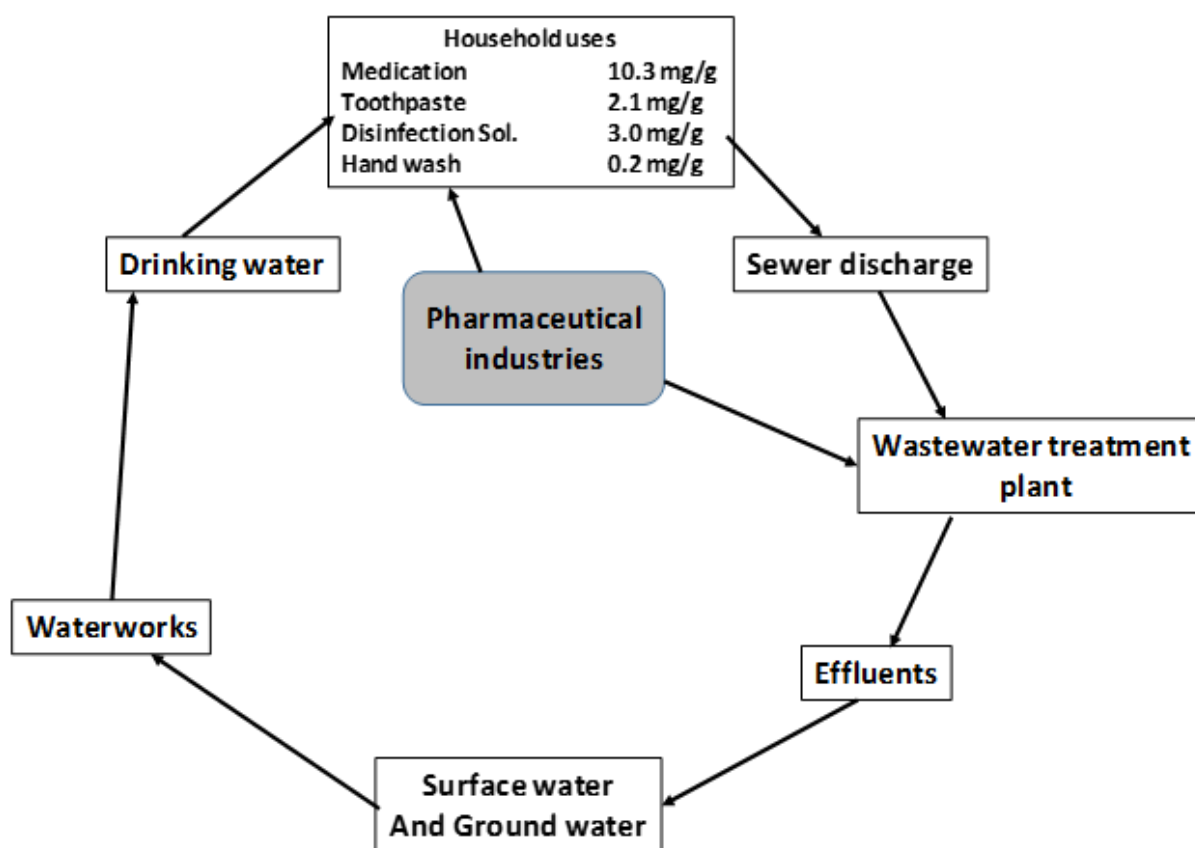 Household uses
Medication 10.3 mg/g
Toothpaste 2.1 mg/g
Disinfection Sol. 3.0 mg/g
Hand wash 0.2 mg/g
Drinking water
Sewer discharge
Pharmaceutical
industries
Wastewater treatment
plant
Waterworks
Effluents
Surface water
And Ground water